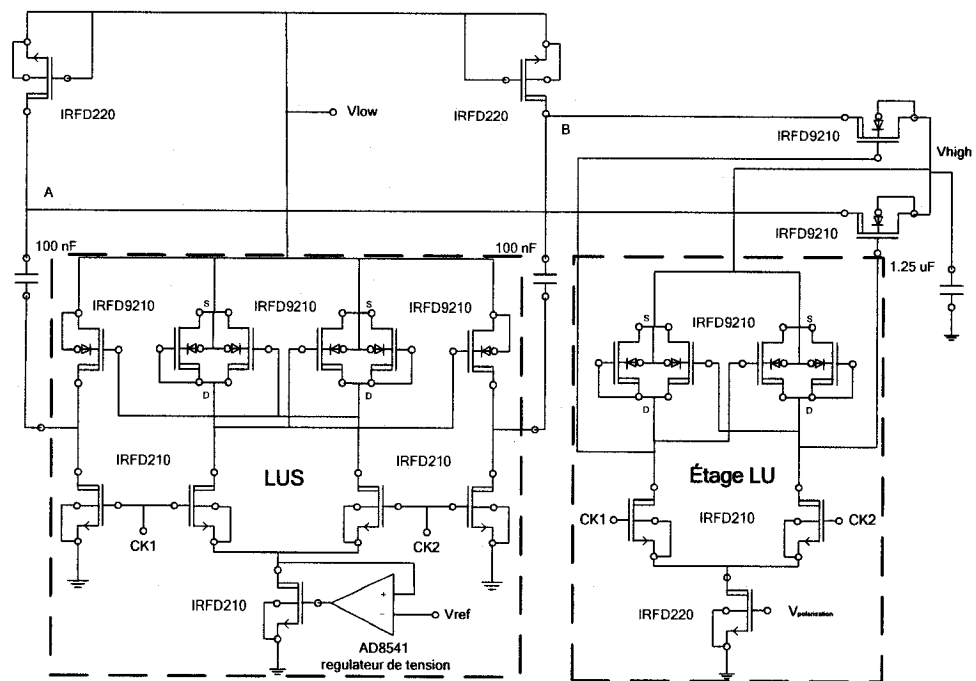 IRFD220
Vlow
IRFD220
B
IRFD9210
Vhigh
A
IRFD9210
100 nF
100 nF
1.25 uF
IRFD9210
S
IRFD9210
S
IRFD9210
S
IRFD9210
S
D
D
D
D
IRFD210
LUS
IRFD210
Étage LU
CK1
CK2
CK1
IRFD210
CK2
IRFD210
+
-
Vref
IRFD220
Vpolarization
AD8541
regulateur de tension